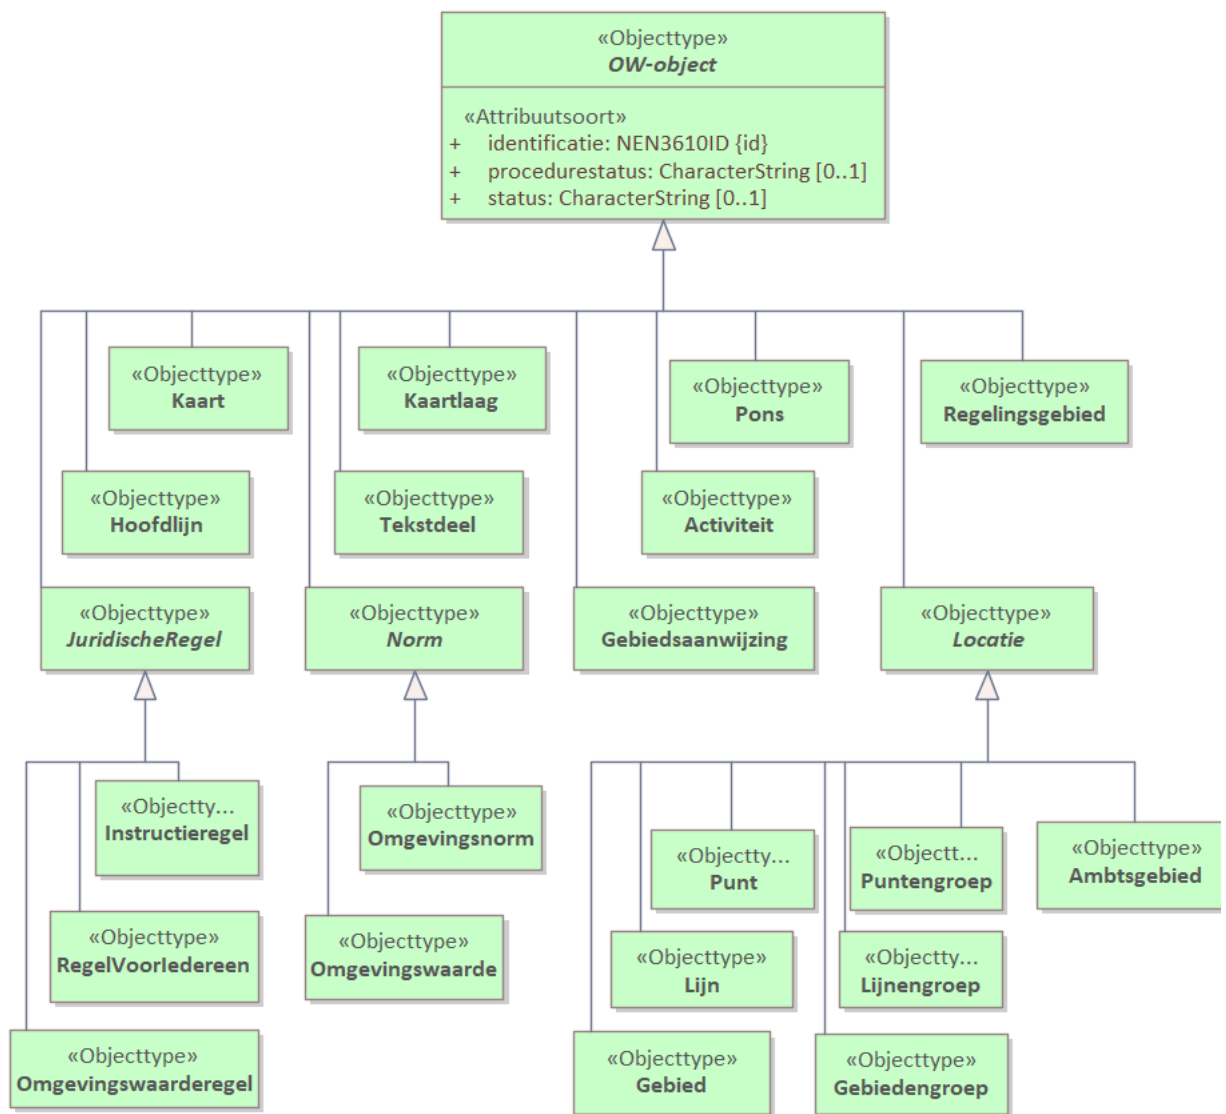 «Objecttype»
OW-object
«Attribuutsoort»
+ identificatie: NEN3610ID {id}
+ procedurestatus: CharacterString [0..1]
+ status: CharacterString [0..1]
«Objecttype»
Kaart
«Objecttype»
Kaartlaag
«Objecttype»
Pons
«Objecttype»
Regelingsgebied
«Objecttype»
Hoofdlijn
«Objecttype»
Tekstdeel
«Objecttype»
Activiteit
«Objecttype»
JuridischeRegel
«Objecttype»
Norm
«Objecttype»
Gebiedsaanwijzing
«Objecttype»
Locatie
«Objectty...
Instructieregel
«Objecttype»
Omgevingsnorm
«Objectty...
Punt
«Objectt...
Puntengroep
«Objecttype»
Ambtsgebied
«Objecttype»
RegelVoorIedereen
«Objecttype»
Omgevingswaarde
«Objecttype»
Lijn
«Objectty...
Lijnengroep
«Objecttype»
Omgevingswaarderegel
«Objecttype»
Gebied
«Objecttype»
Gebiedengroep